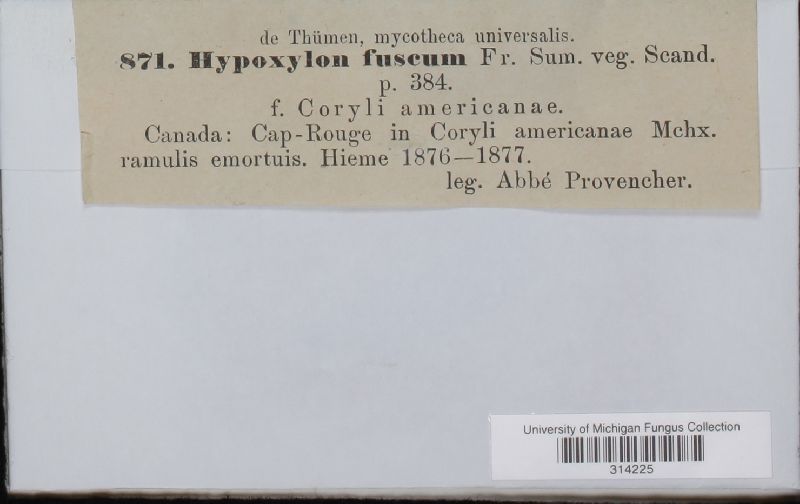 de Thümen, mycotheca universalis.
871. Hypoxylon fuscum Fr. Sum. veg. Scand.
p. 384.
f. Coryli americanae.
Canada: Cap-Rouge in Coryli americanae Mchx.
ramulis emortuis. Hieme 1876—1877.
leg. Abbé Provencher.
University of Michigan Fungus Collection
314225